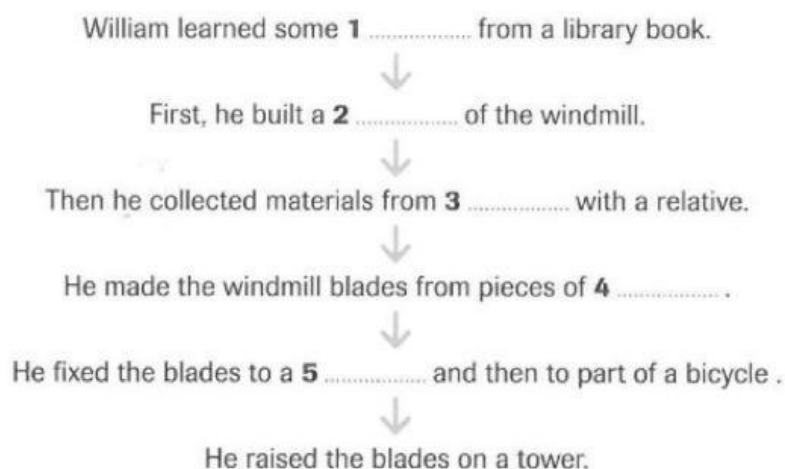 William learned some 1 ................ from a library book.
First, he built a 2 ................ of the windmill.
Then he collected materials from 3 ................ with a relative.
He made the windmill blades from pieces of 4 ................ .
He fixed the blades to a 5 ................ and then to part of a bicycle .
He raised the blades on a tower.